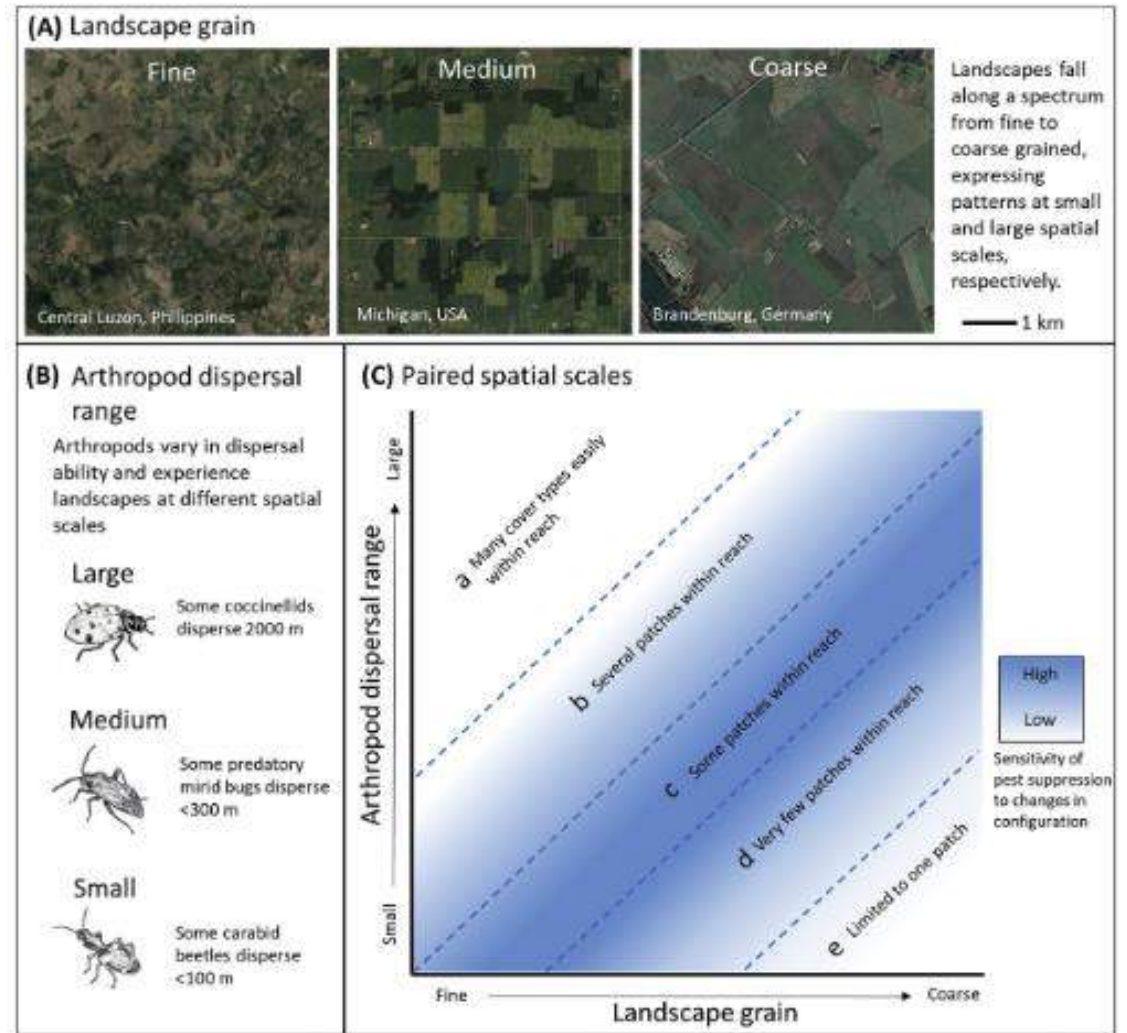 (A) Landscape grain
Fine
Medium
Coarse
Central Luzon, Philippines
Michigan, USA
Brandenburg, Germany
Landscapes fall
along a spectrum
from fine to
coarse grained,
expressing
patterns at small
and large spatial
scales,
respectively.
1 km
(B) Arthropod dispersal
range
Arthropods vary in dispersal
ability and experience
landscapes at different spatial
scales
Large
Some coccinellids
disperse 2000 m
Medium
Some predatory
mirid bugs disperse
<300 m
Small
Some carabid
beetles disperse
<100 m
(C) Paired spatial scales
Arthropod dispersal range
Large
Small
a Many cover types easily
within reach
b Several patches within reach
c Some patches within reach
d Very few patches within reach
e Limited to one patch
Fine
Coarse
Landscape grain
High
Low
Sensitivity of
pest suppression
to changes in
configuration